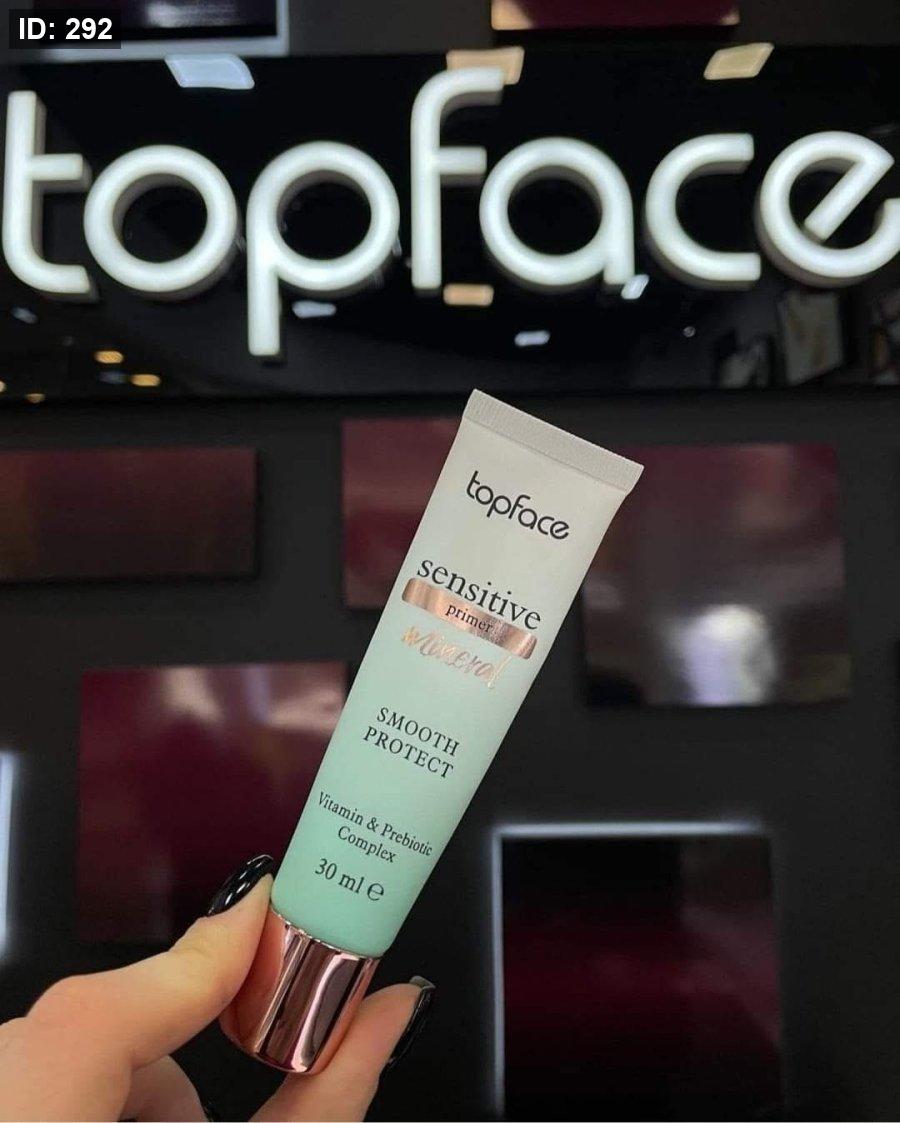 ID: 292
topface
topface
sensitive
primer
mineral
SMOOTH
PROTECT
Vitamin & Prebiotic
Complex
30 ml ℮